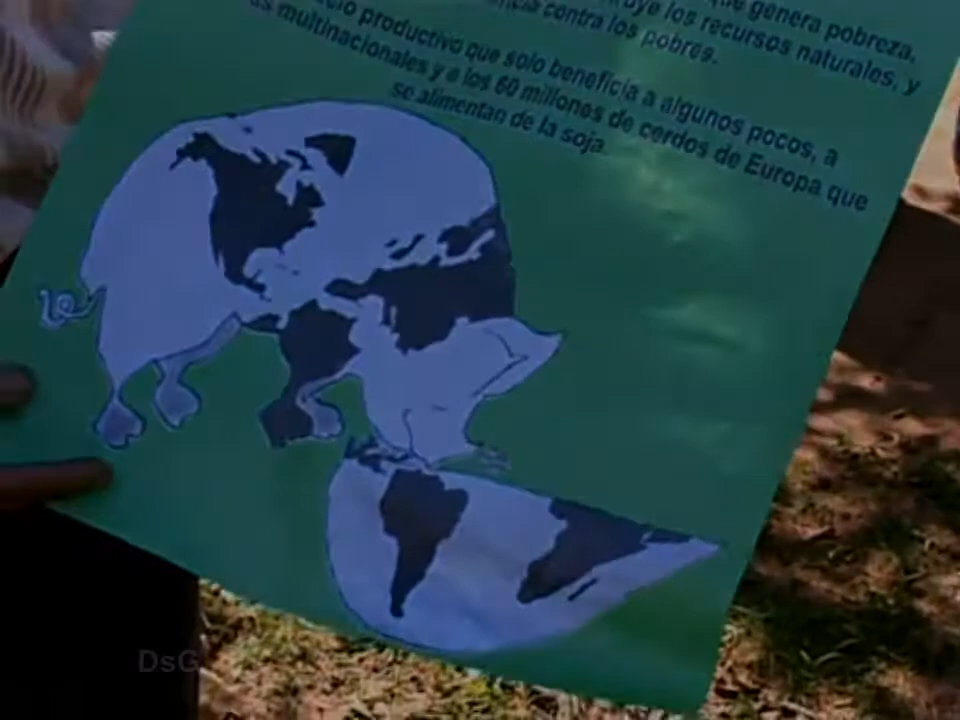 que genera pobreza,
los recursos naturales, y
contra los pobres.
productivo que solo beneficia a algunos pocos, a
multinacionales y a los 60 millones de cerdos de Europa que
se alimentan de la soja
DsG